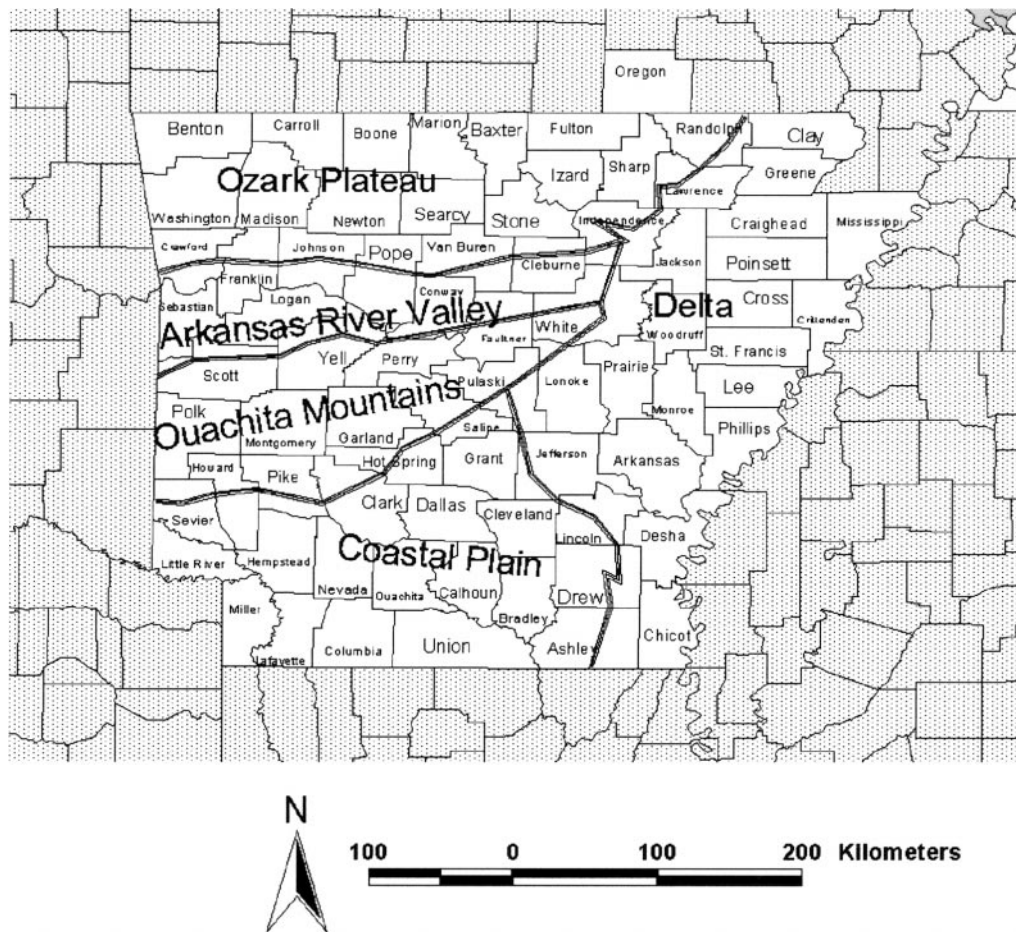 Oregon
Benton
Carroll
Boone
Marion
Baxter
Fulton
Randolph
Clay
Izard
Sharp
Lawrence
Greene
Ozark Plateau
Washington
Madison
Newton
Searcy
Stone
Independence
Craighead
Mississippi
Crawford
Johnson
Pope
Van Buren
Cleburne
Jackson
Poinsett
Franklin
Sebastian
Logan
Conway
Arkansas River Valley
White
Delta
Cross
Crittenden
Woodruff
Faulkner
St. Francis
Scott
Yell
Perry
Prairie
Pulaski
Lonoke
Lee
Polk
Ouachita Mountains
Monroe
Phillips
Montgomery
Garland
Saline
Howard
Pike
Hot Spring
Grant
Jefferson
Arkansas
Clark
Dallas
Cleveland
Sevier
Lincoln
Desha
Coastal Plain
Little River
Hempstead
Nevada
Ouachita
Calhoun
Drew
Miller
Bradley
Lafayette
Columbia
Union
Ashley
Chicot
N
100 0 100 200 Kilometers